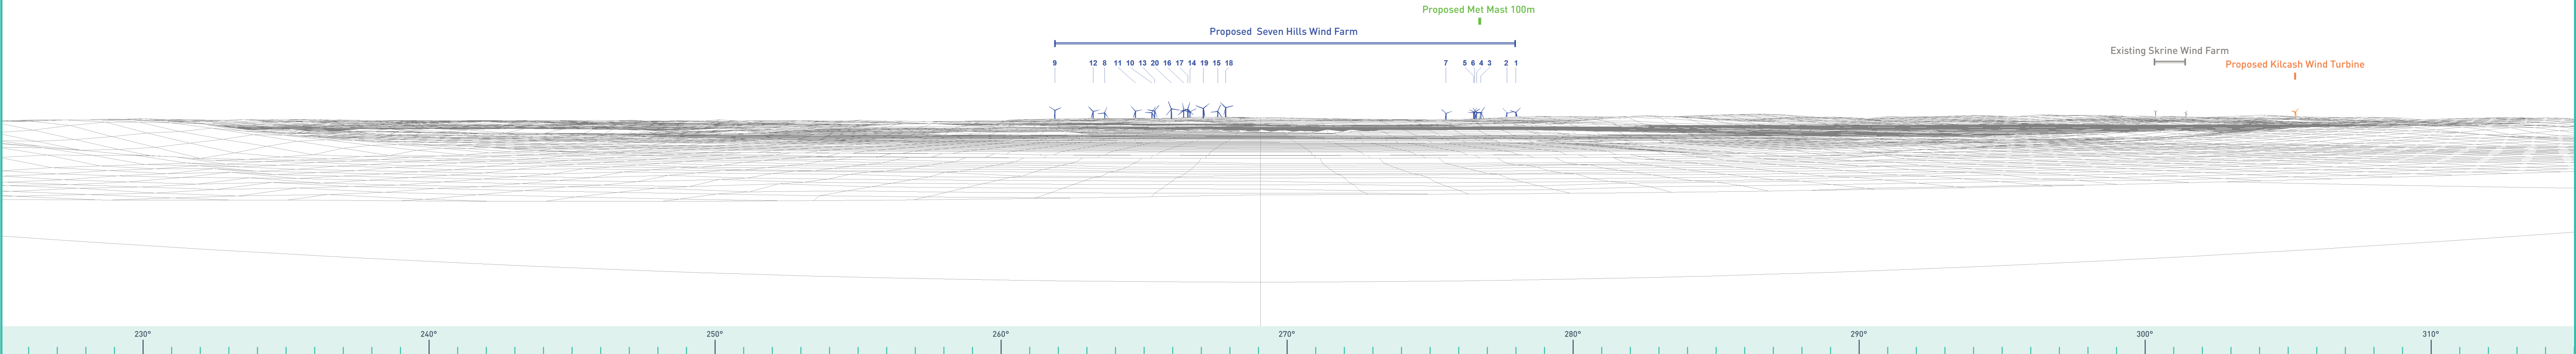 Proposed Met Mast 100m
Proposed Seven Hills Wind Farm
Existing Skrine Wind Farm
Proposed Kilcash Wind Turbine
9 12 8 11 10 13 20 16 17 14 19 15 18 7 5 6 4 3 2 1
230° 240° 250° 260° 270° 280° 290° 300° 310°